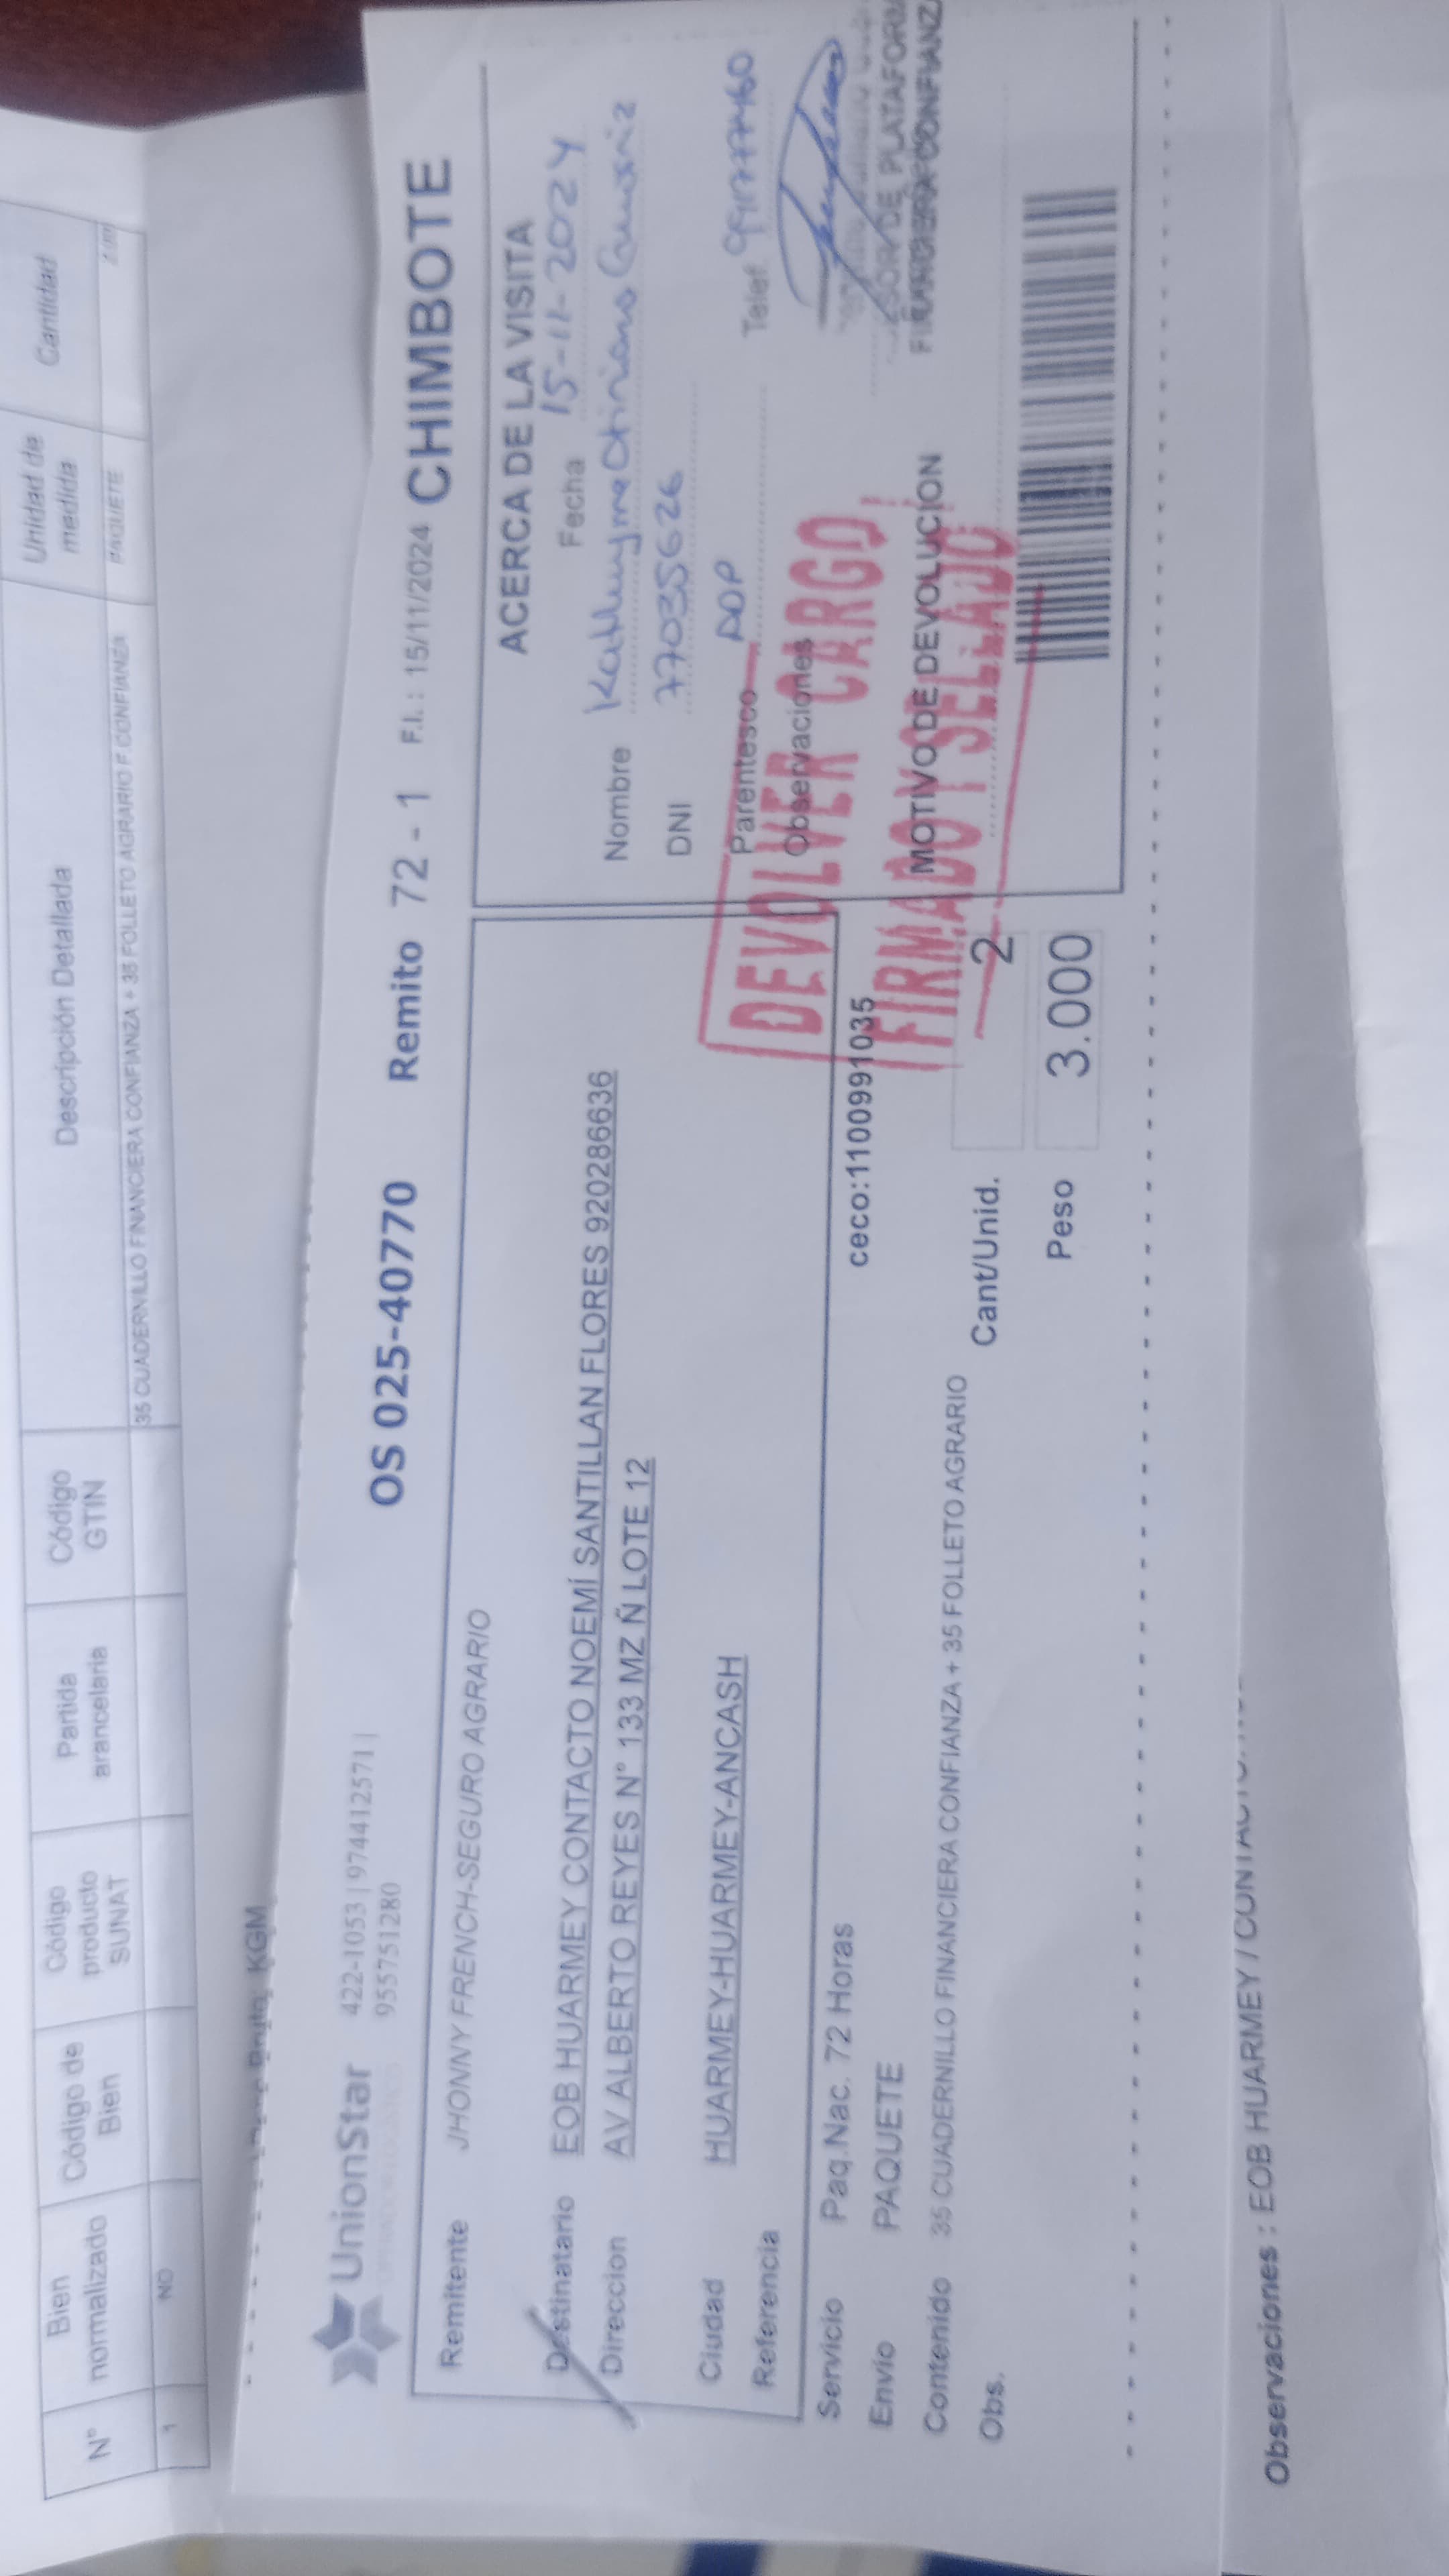 N° Bien normalizado Código de Bien Código producto SUNAT Partida arancelaria Código GTIN Descripción Detallada Unidad de medida Cantidad
1 NO 35 CUADERNILLO FINANCIERA CONFIANZA + 35 FOLLETO AGRARIO F CONFIANZA PAQUETE
KGM
UnionStar 422-1053 | 974412571 |
955751280
OS 025-40770 Remito 72 - 1 F.I. : 15/11/2024 CHIMBOTE
Remitente JHONNY FRENCH-SEGURO AGRARIO
Destinatario EOB HUARMEY CONTACTO NOEMÍ SANTILLAN FLORES 920286636
Direccion AV ALBERTO REYES N° 133 MZ Ñ LOTE 12
Ciudad HUARMEY-HUARMEY-ANCASH
Referencia
Servicio Paq.Nac. 72 Horas ceco:1100991035
Envio PAQUETE
Contenido 35 CUADERNILLO FINANCIERA CONFIANZA + 35 FOLLETO AGRARIO
Obs.
Cant/Unid. 2
Peso 3.000
ACERCA DE LA VISITA
Fecha 15-11-2024
Nombre
DNI 77035626
Parentesco ADP Telef.
Observaciones
DEVOLVER CARGO
FIRMADO Y SELLADO
MOTIVO DE DEVOLUCION
DE PLATAFORM
Observaciones : EOB HUARMEY /